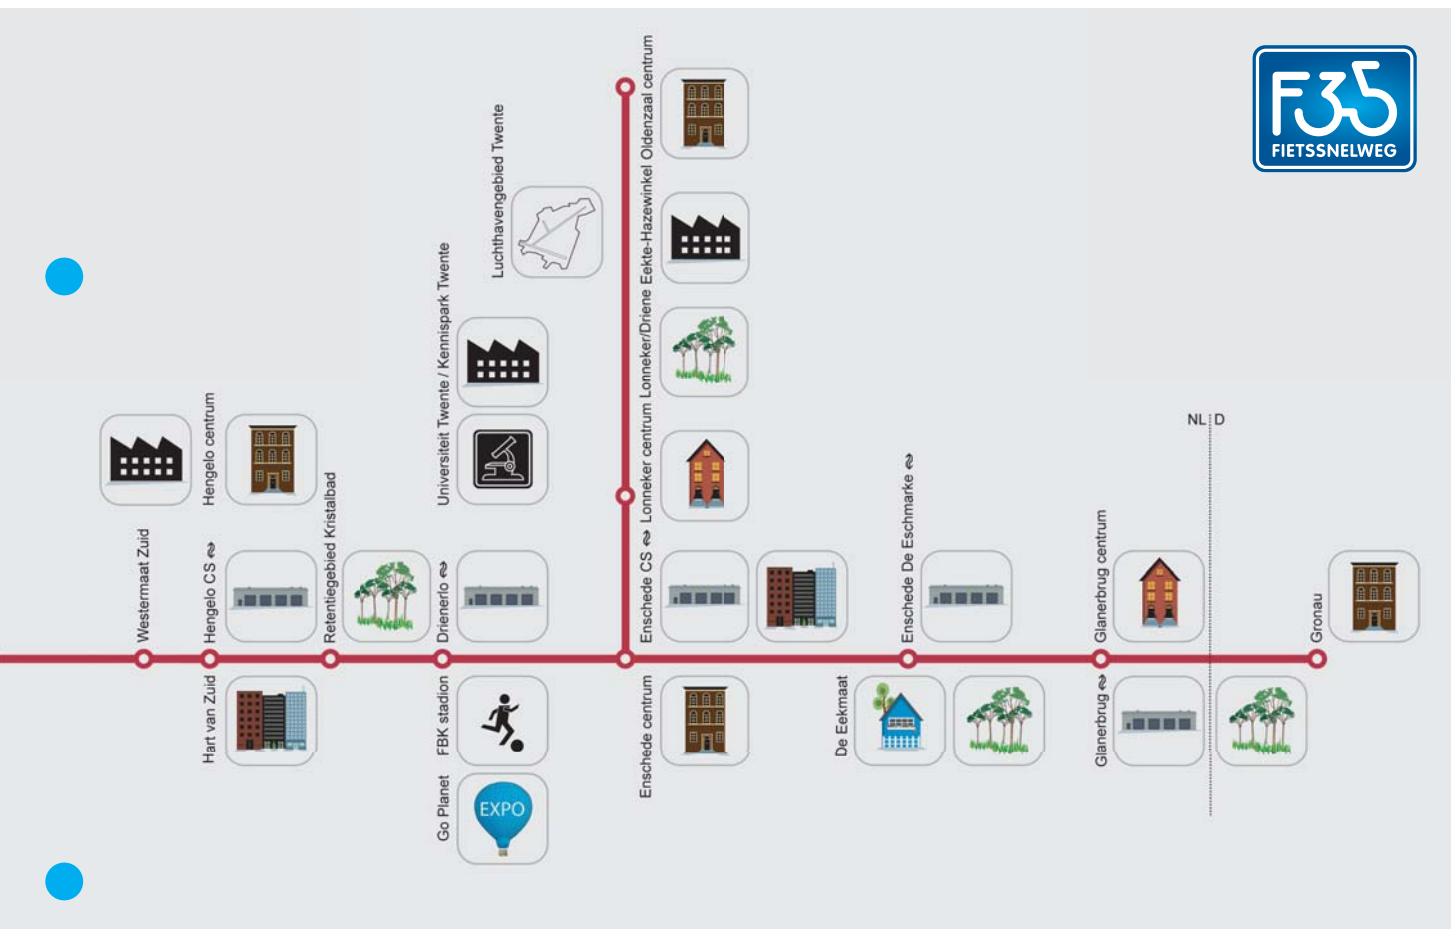 F35
FIETSSNELWEG
Westermaat Zuid
Hengelo centrum
Hengelo CS
Hart van Zuid
Retentiegebied Kristalbad
Universiteit Twente / Kennispark Twente
Drienerlo
FBK stadion
Go Planet
EXPO
Luchthavengebied Twente
Enschede CS
Lonneker centrum
Lonneker/Driene
Eekte-Hazewinkel
Oldenzaal centrum
Enschede centrum
Enschede De Eschmarke
De Eekmaat
Glanerbrug centrum
Glanerbrug
NL D
Gronau